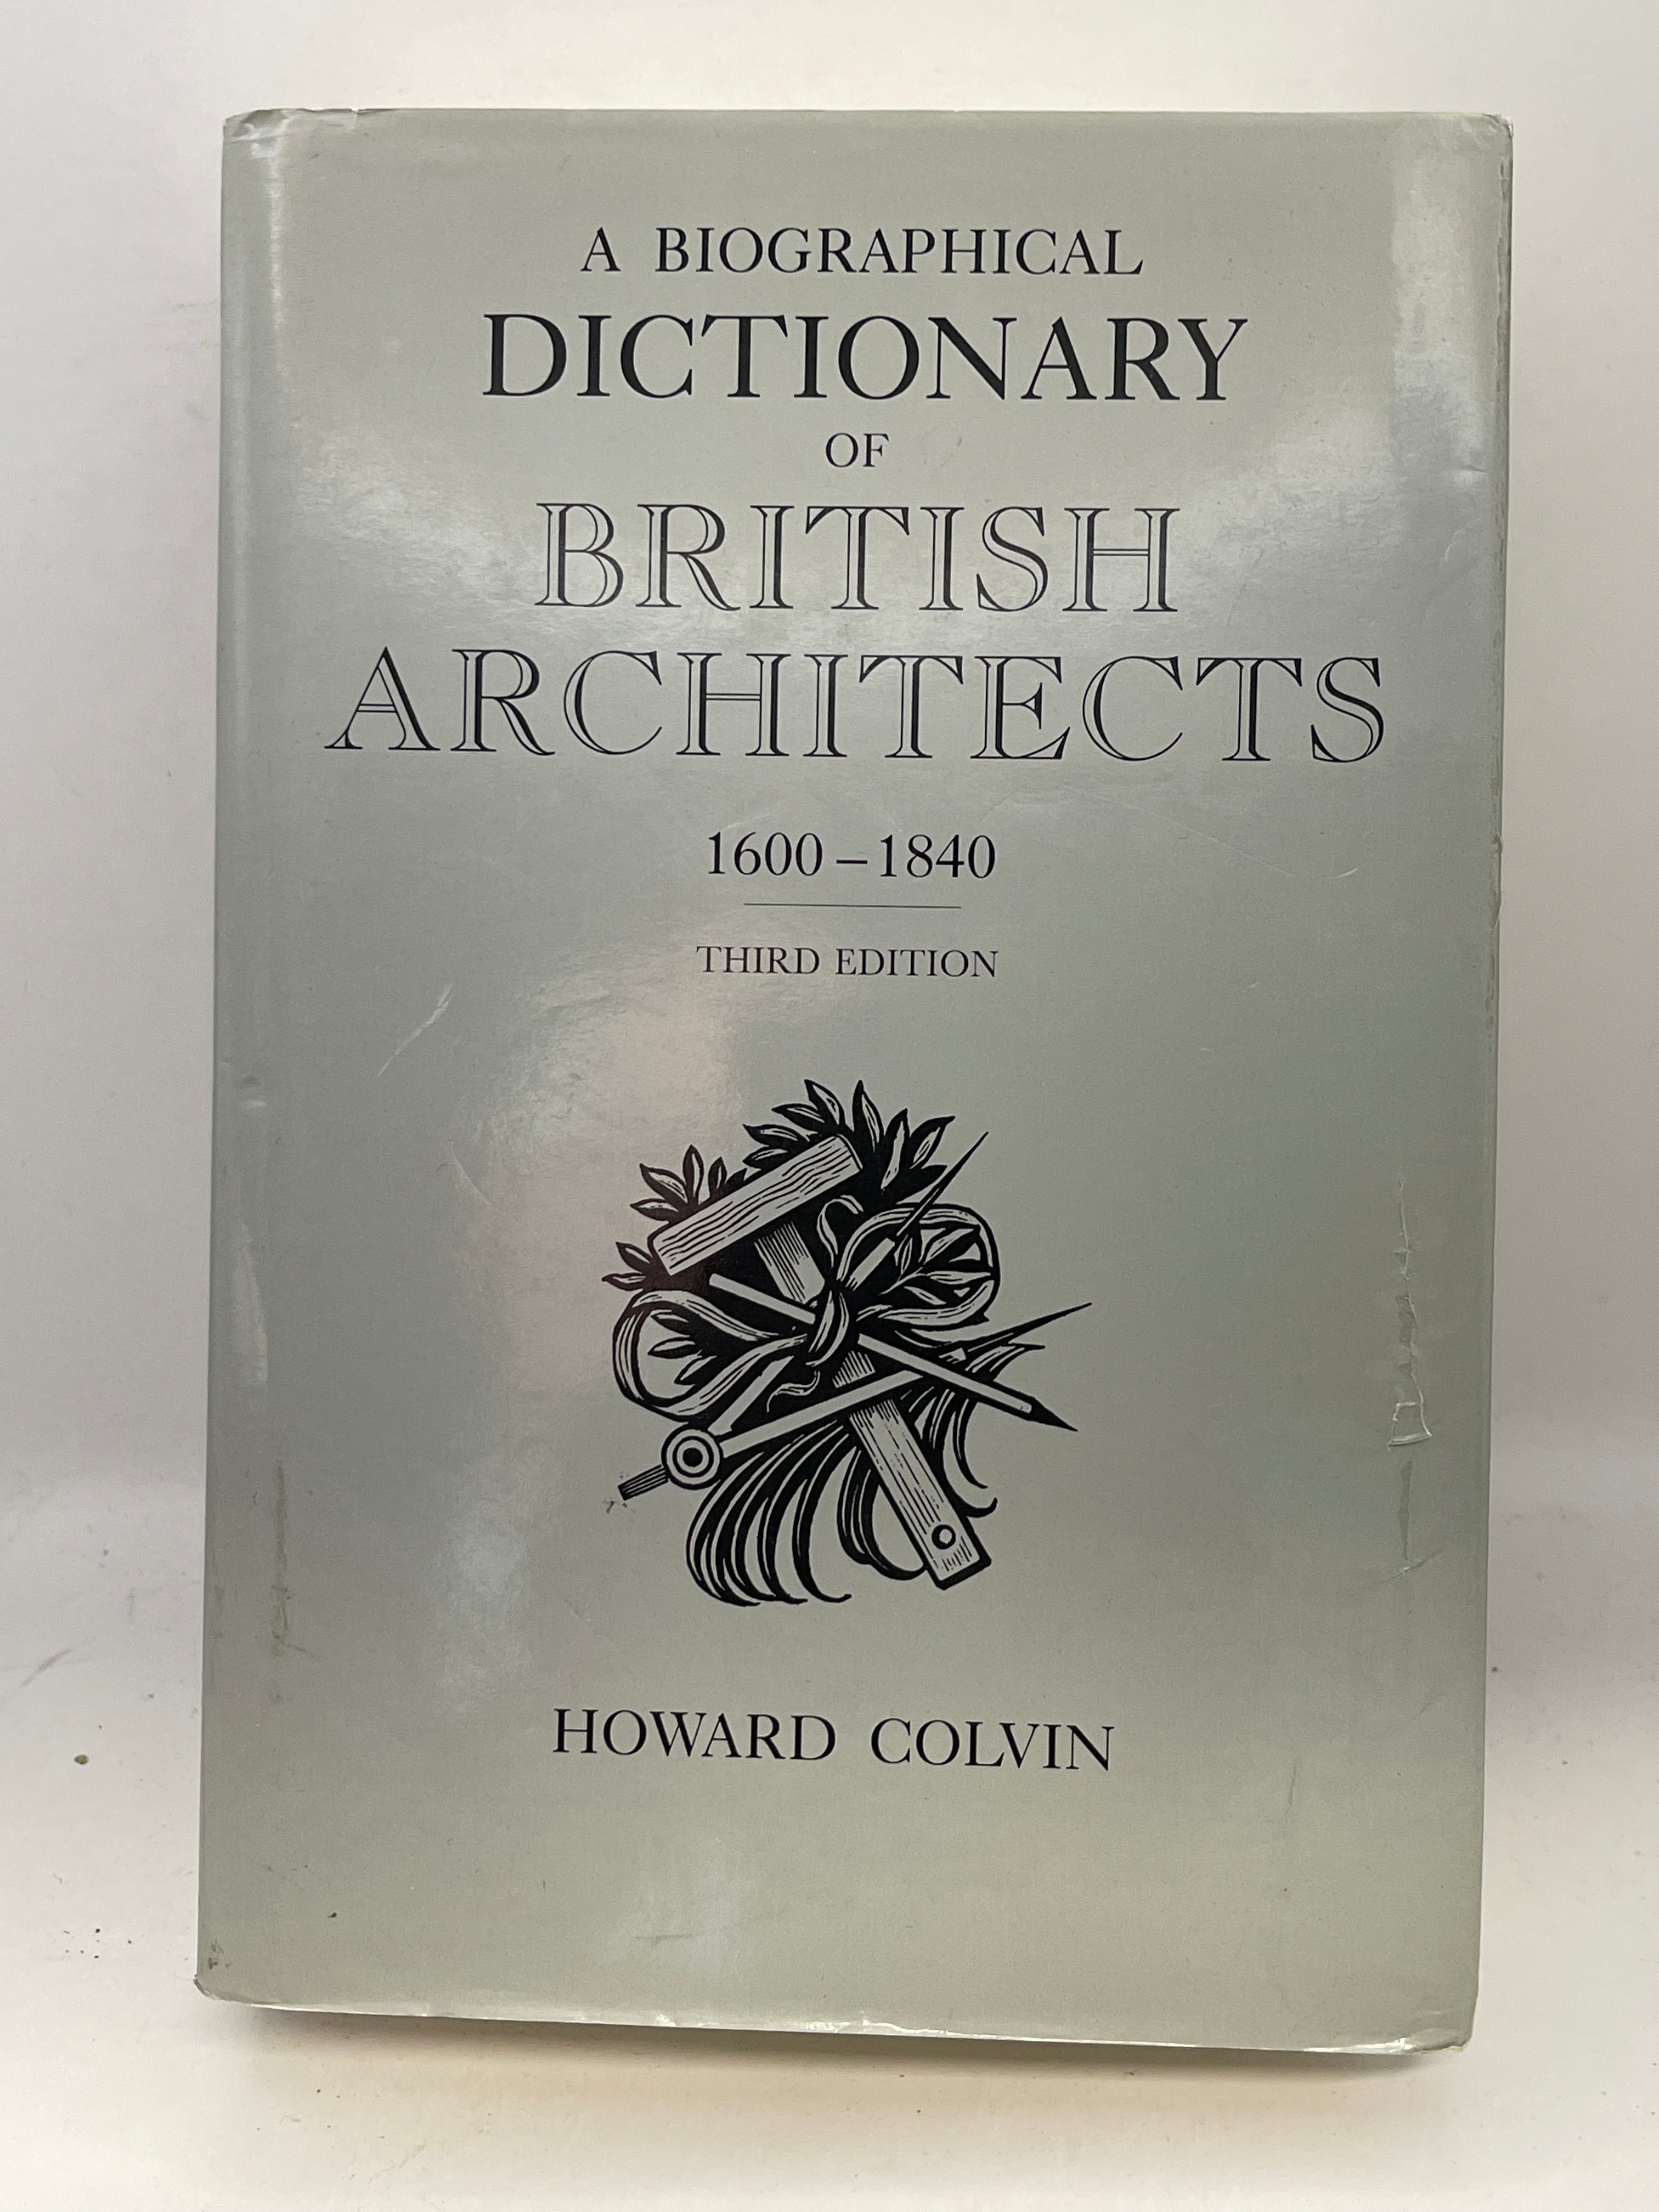 A BIOGRAPHICAL
DICTIONARY
OF
BRITISH
ARCHITECTS
1600–1840
THIRD EDITION
HOWARD COLVIN